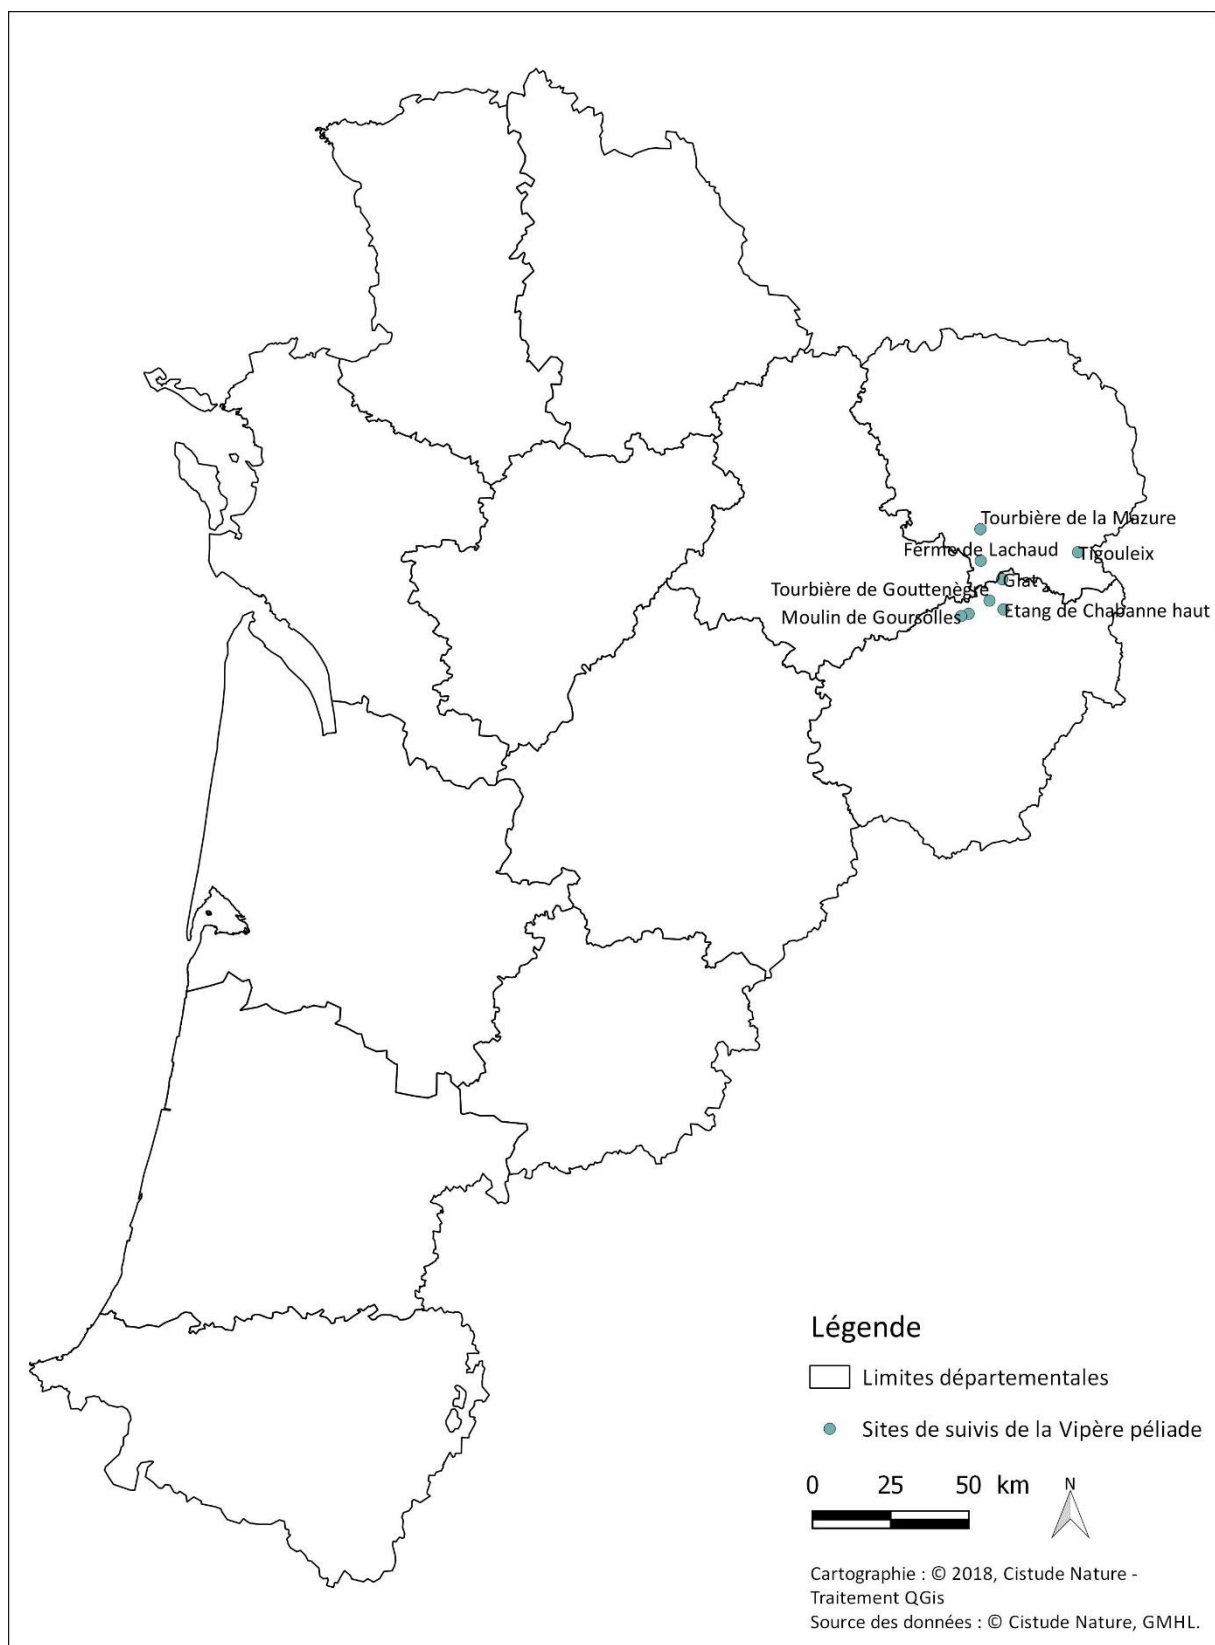 Tourbière de la Mazure
Ferme de Lachaud
Tigouleix
Glat
Tourbière de Gouttenègre
Etang de Chabanne haut
Moulin de Goursolles
Légende
Limites départementales
Sites de suivis de la Vipère péliade
0 25 50 km
N
Cartographie : © 2018, Cistude Nature -
Traitement QGis
Source des données : © Cistude Nature, GMHL.